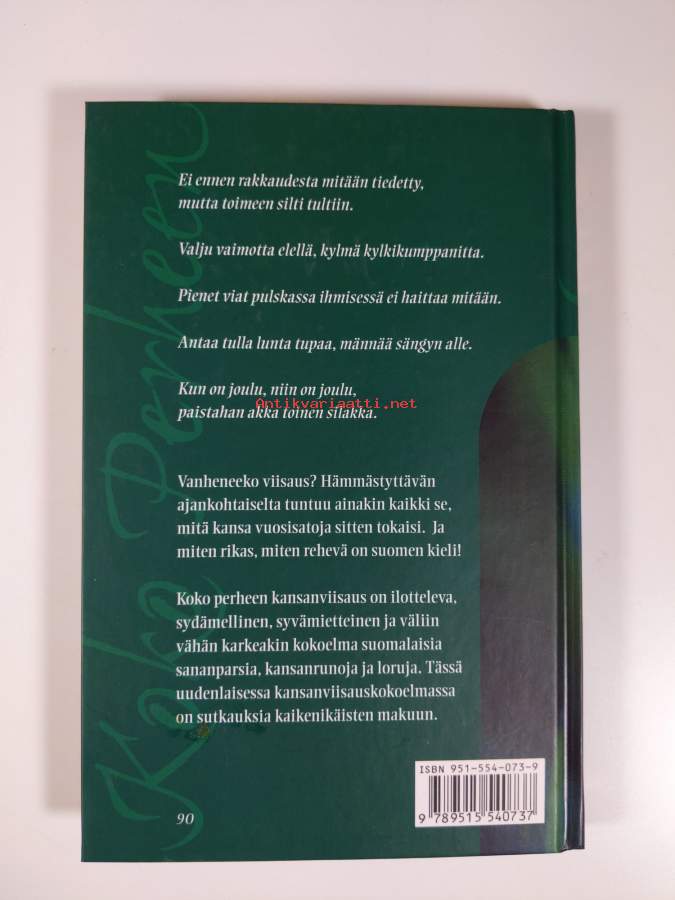 Koko Perheen
Ei ennen rakkaudesta mitään tiedetty,
mutta toimeen silti tultiin.
Valju vaimotta elellä, kylmä kylkikumppanitta.
Pienet viat pulskassa ihmisessä ei haittaa mitään.
Antaa tulla lunta tupaa, männää sängyn alle.
Kun on joulu, niin on joulu,
Antikvariaatti.net
paistahan akka toinen silakka.
Vanheneeko viisaus? Hämmästyttävän
ajankohtaiselta tuntuu ainakin kaikki se,
mitä kansa vuosisatoja sitten tokaisi. Ja
miten rikas, miten rehevä on suomen kieli!
Koko perheen kansanviisaus on ilotteleva,
sydämellinen, syvämietteinen ja väliin
vähän karkeakin kokoelma suomalaisia
sananparsia, kansanrunoja ja loruja. Tässä
uudenlaisessa kansanviisauskokoelmassa
on sutkauksia kaikenikäisten makuun.
ISBN 951-554-073-9
9 789515 540737
90